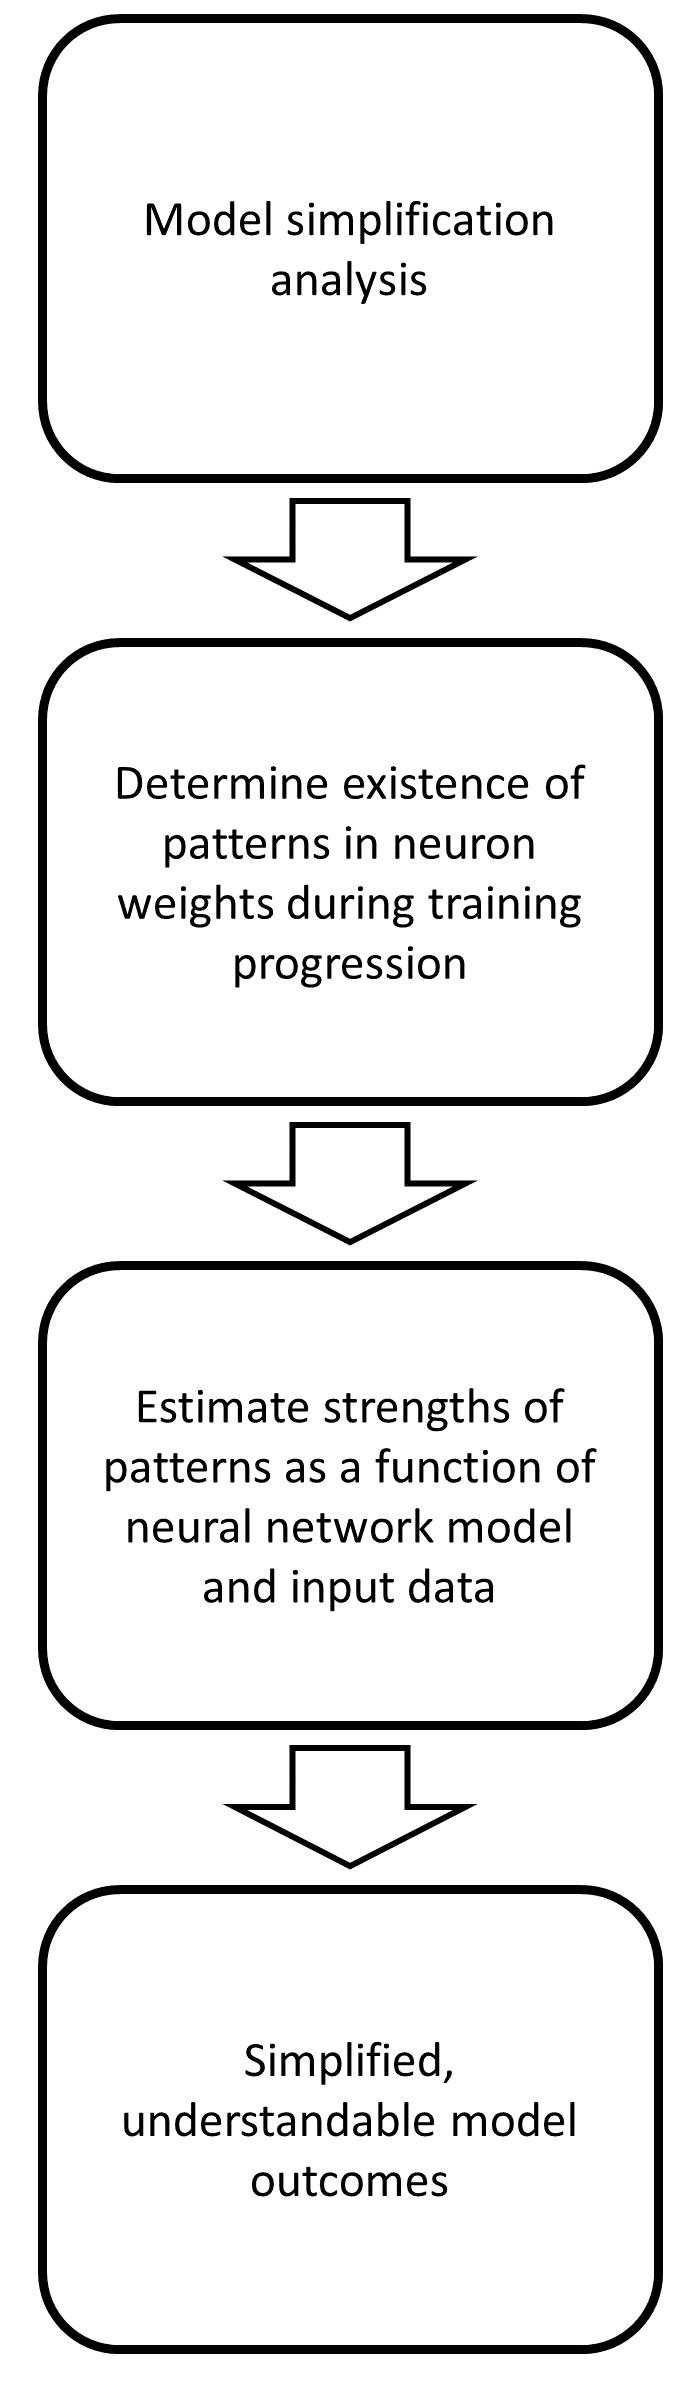 Model simplification
analysis
Determine existence of
patterns in neuron
weights during training
progression
Estimate strengths of
patterns as a function of
neural network model
and input data
Simplified,
understandable model
outcomes